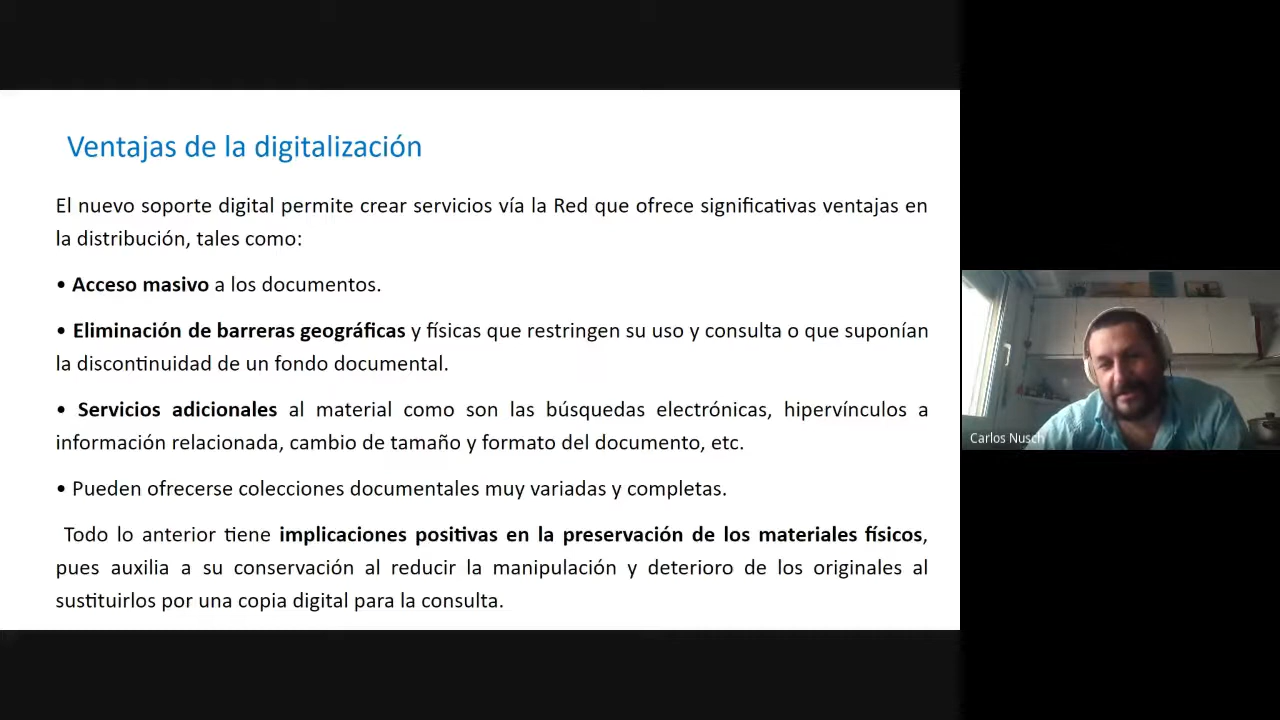 Ventajas de la digitalización
El nuevo soporte digital permite crear servicios vía la Red que ofrece significativas ventajas en
la distribución, tales como:
• Acceso masivo a los documentos.
• Eliminación de barreras geográficas y físicas que restringen su uso y consulta o que suponían
la discontinuidad de un fondo documental.
• Servicios adicionales al material como son las búsquedas electrónicas, hipervínculos a
información relacionada, cambio de tamaño y formato del documento, etc.
• Pueden ofrecerse colecciones documentales muy variadas y completas.
Todo lo anterior tiene implicaciones positivas en la preservación de los materiales físicos,
pues auxilia a su conservación al reducir la manipulación y deterioro de los originales al
sustituirlos por una copia digital para la consulta.
Carlos Nusch